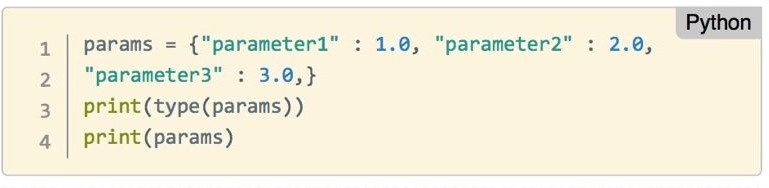 Python
1 params = {"parameter1" : 1.0, "parameter2" : 2.0,
2 "parameter3" : 3.0,}
3 print(type(params))
4 print(params)